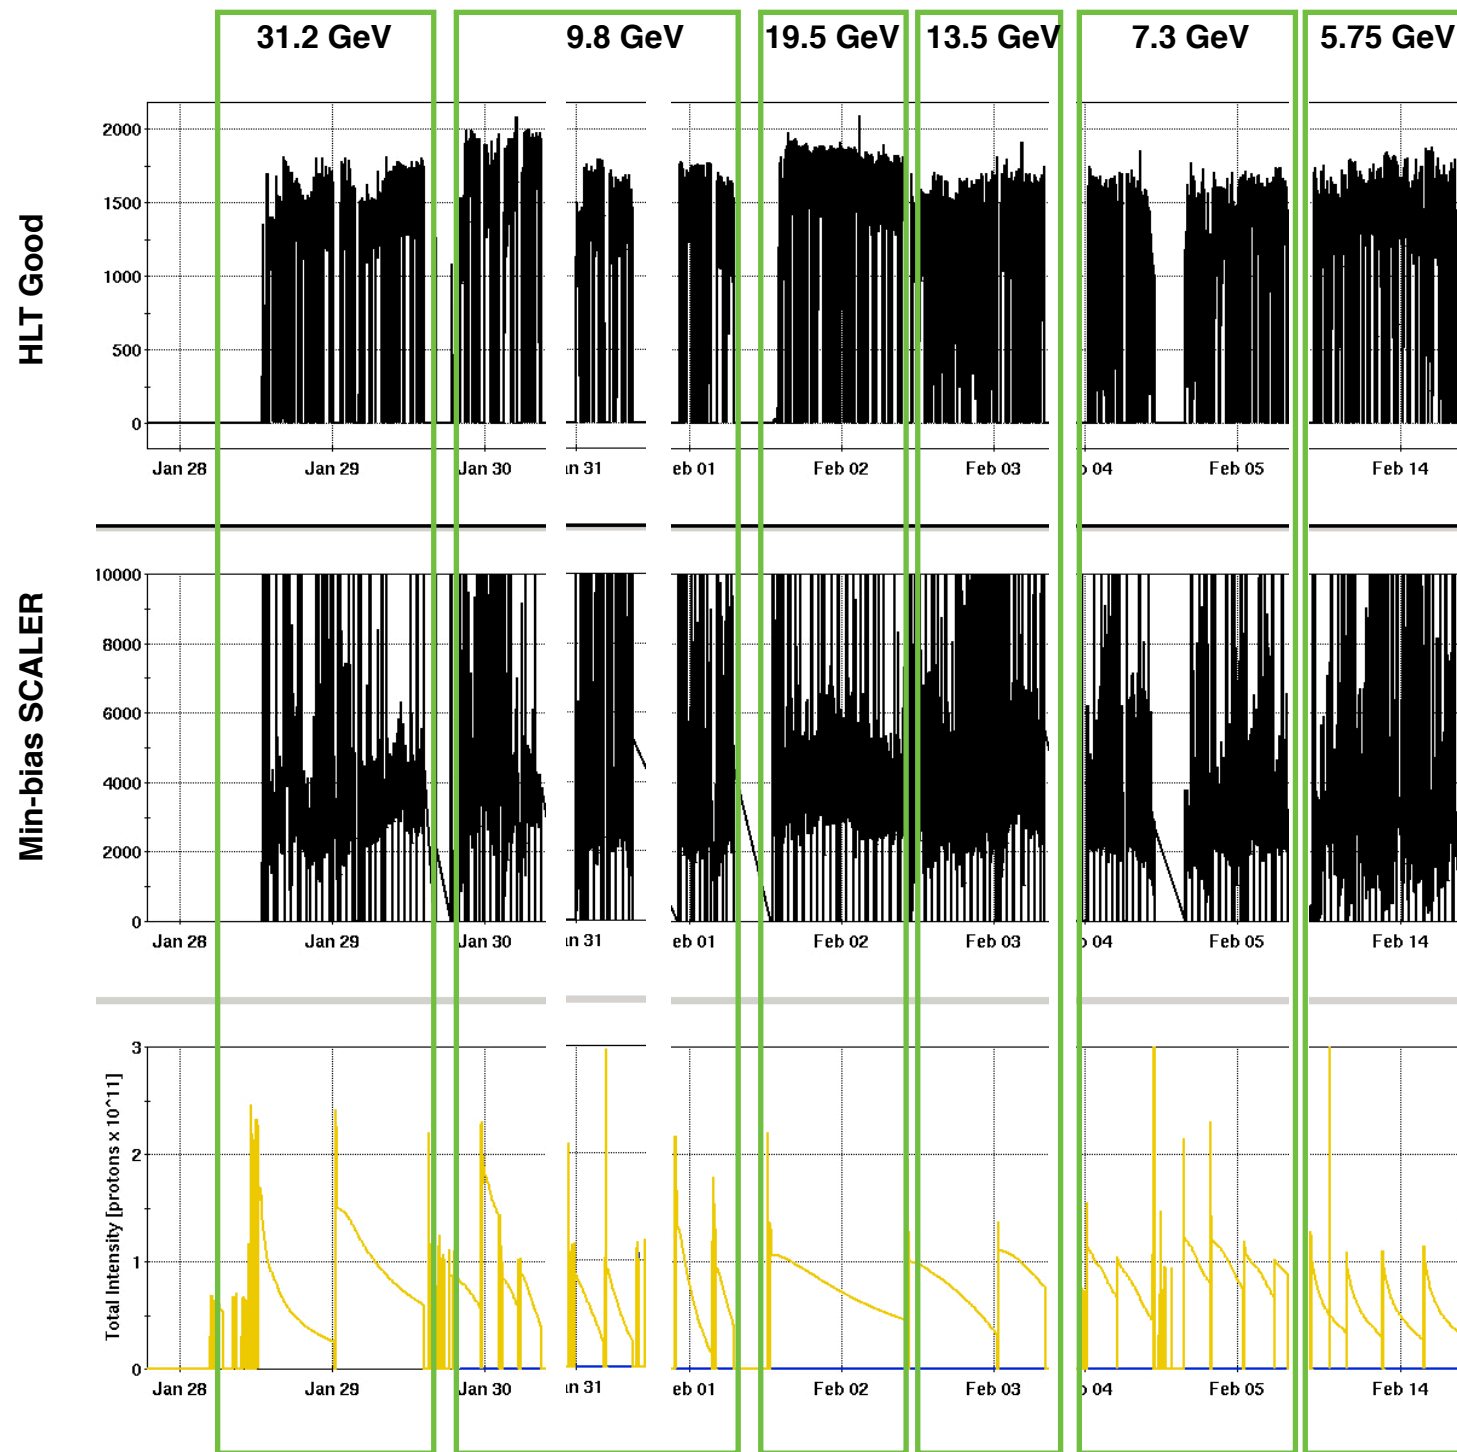 31.2 GeV 9.8 GeV 19.5 GeV 13.5 GeV 7.3 GeV 5.75 GeV
HLT Good
2000
1500
1000
500
0
Jan 28 Jan 29 Jan 30 n 31 eb 01 Feb 02 Feb 03 04 Feb 05 Feb 14
Min-bias SCALER
10000
8000
6000
4000
2000
0
Jan 28 Jan 29 Jan 30 n 31 eb 01 Feb 02 Feb 03 04 Feb 05 Feb 14
Total Intensity [protons x 10^11]
3
2
1
0
Jan 28 Jan 29 Jan 30 n 31 eb 01 Feb 02 Feb 03 04 Feb 05 Feb 14